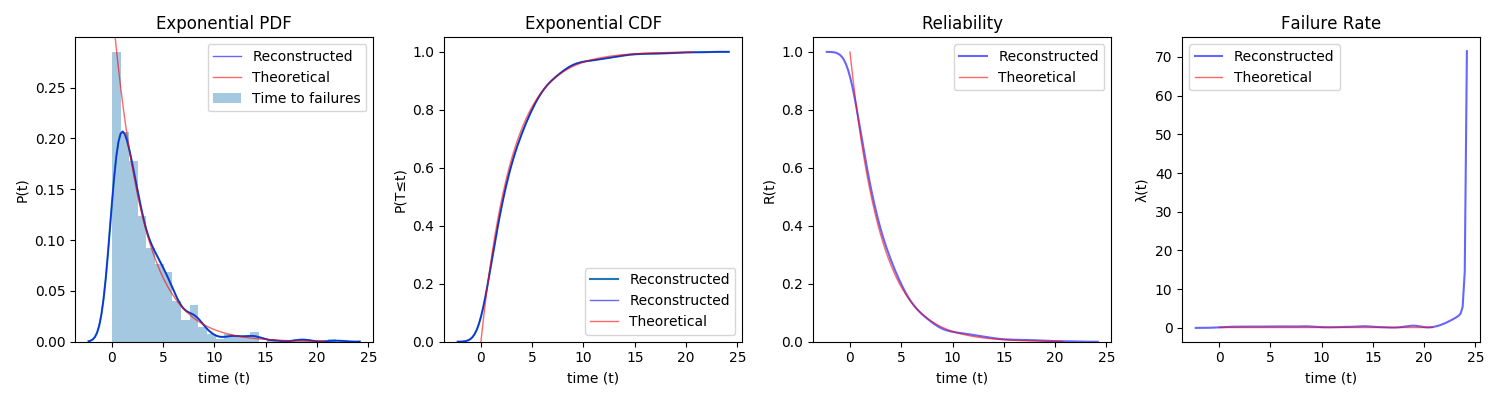 Exponential PDF
P(t)
0.25
0.20
0.15
0.10
0.05
0.00
Reconstructed
Theoretical
Time to failures
0 5 10 15 20 25
time (t)
Exponential CDF
P(T≤t)
1.0
0.8
0.6
0.4
0.2
0.0
Reconstructed
Reconstructed
Theoretical
0 5 10 15 20 25
time (t)
Reliability
R(t)
1.0
0.8
0.6
0.4
0.2
0.0
Reconstructed
Theoretical
0 5 10 15 20 25
time (t)
Failure Rate
λ(t)
70
60
50
40
30
20
10
0
Reconstructed
Theoretical
0 5 10 15 20 25
time (t)